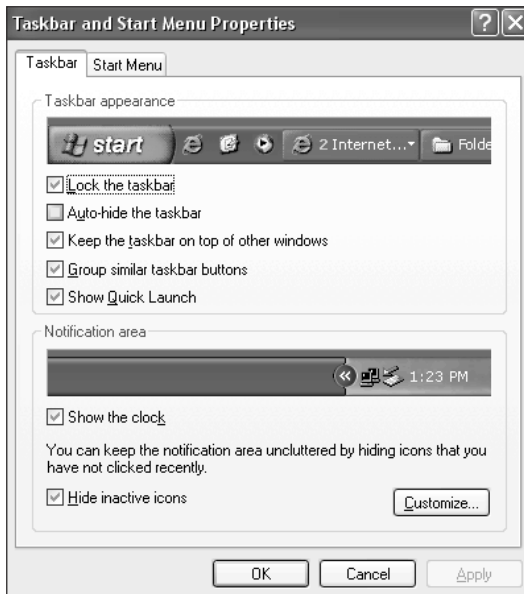 Taskbar and Start Menu Properties
Taskbar Start Menu
Taskbar appearance
start 2 Internet... Folde
Lock the taskbar
Auto-hide the taskbar
Keep the taskbar on top of other windows
Group similar taskbar buttons
Show Quick Launch
Notification area
1:23 PM
Show the clock
You can keep the notification area uncluttered by hiding icons that you
have not clicked recently.
Hide inactive icons Customize...
OK Cancel Apply